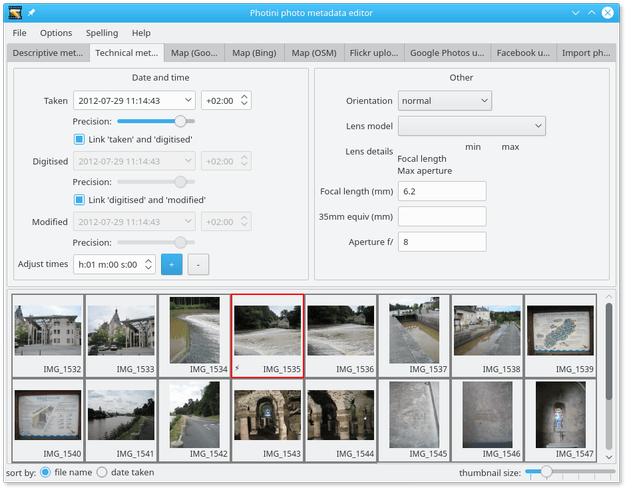 Photini photo metadata editor
File Options Spelling Help
Descriptive met... Technical met... Map (Goo... Map (Bing) Map (OSM) Flickr uplo... Google Photos u... Facebook u... Import ph...
Date and time
Taken 2012-07-29 11:14:43 +02:00
Precision:
Link 'taken' and 'digitised'
Digitised 2012-07-29 11:14:43 +02:00
Precision:
Link 'digitised' and 'modified'
Modified 2012-07-29 11:14:43 +02:00
Precision:
Adjust times h:01 m:00 s:00 + -
Other
Orientation normal
Lens model
Lens details min max
Focal length
Max aperture
Focal length (mm) 6.2
35mm equiv (mm)
Aperture f/ 8
IMG_1532 IMG_1533 IMG_1534 IMG_1535 IMG_1536 IMG_1537 IMG_1538 IMG_1539
IMG_1540 IMG_1541 IMG_1542 IMG_1543 IMG_1544 IMG_1545 IMG_1546 IMG_1547
sort by: file name date taken thumbnail size: